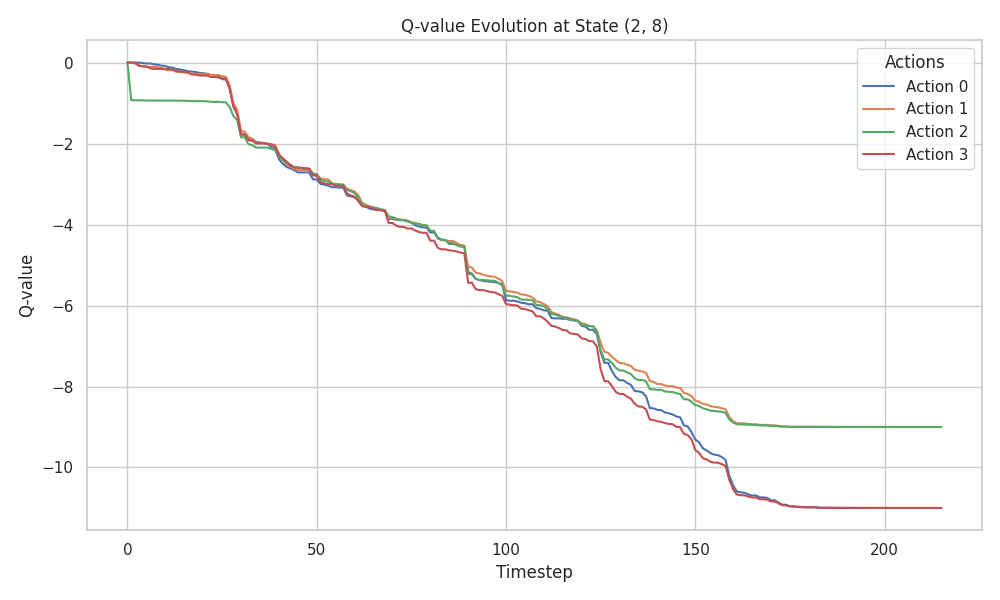 Q-value Evolution at State (2, 8)
Actions
Action 0
Action 1
Action 2
Action 3
Q-value
0
−2
−4
−6
−8
−10
0 50 100 150 200
Timestep